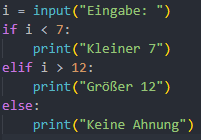 i = input("Eingabe: ")
if i < 7:
    print("Kleiner 7")
elif i > 12:
    print("Größer 12")
else:
    print("Keine Ahnung")